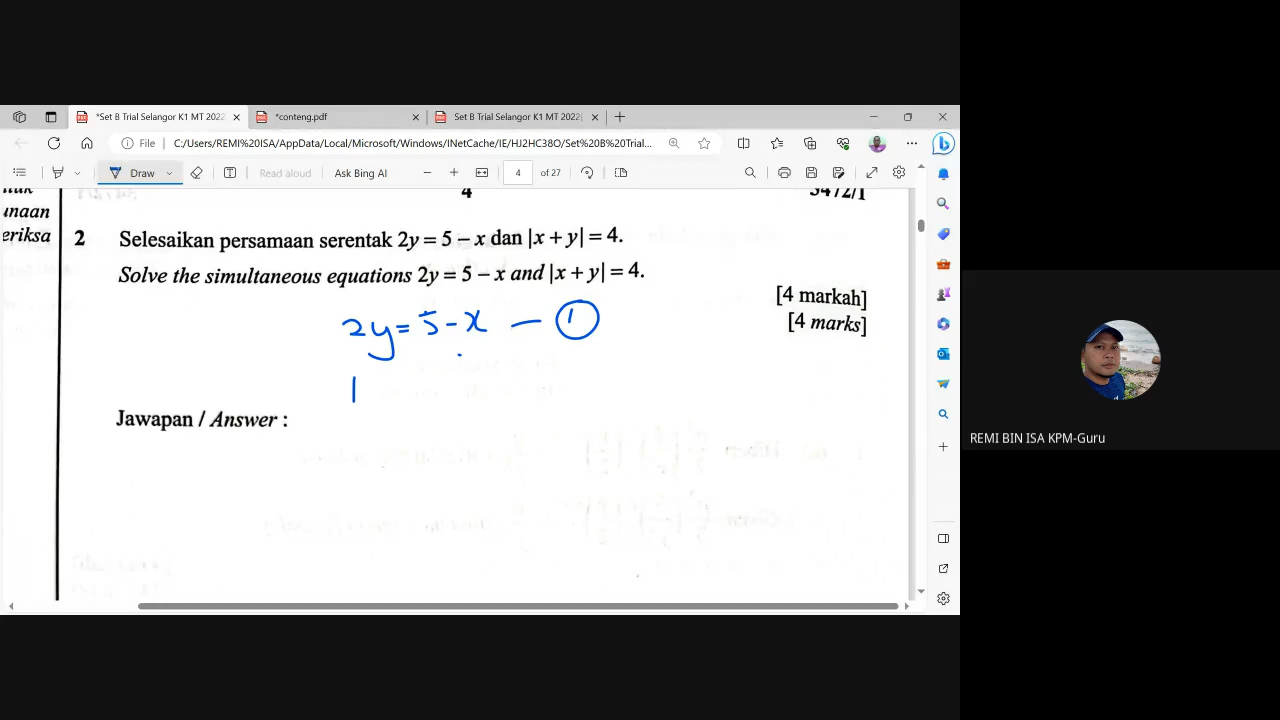 *Set B Trial Selangor K1 MT 2022
*conteng.pdf
Set B Trial Selangor K1 MT 2022
File
C:/Users/REMI%20ISA/AppData/Local/Microsoft/Windows/INetCache/IE/HJ2HC38O/Set%20B%20Trial...
Draw
Read aloud
Ask Bing AI
4 of 27
4
3472/1
unaan
eriksa
2 Selesaikan persamaan serentak 2y = 5 − x dan |x + y| = 4.
Solve the simultaneous equations 2y = 5 − x and |x + y| = 4.
[4 markah]
[4 marks]
2y = 5 - x — ①
|
Jawapan / Answer :
REMI BIN ISA KPM-Guru